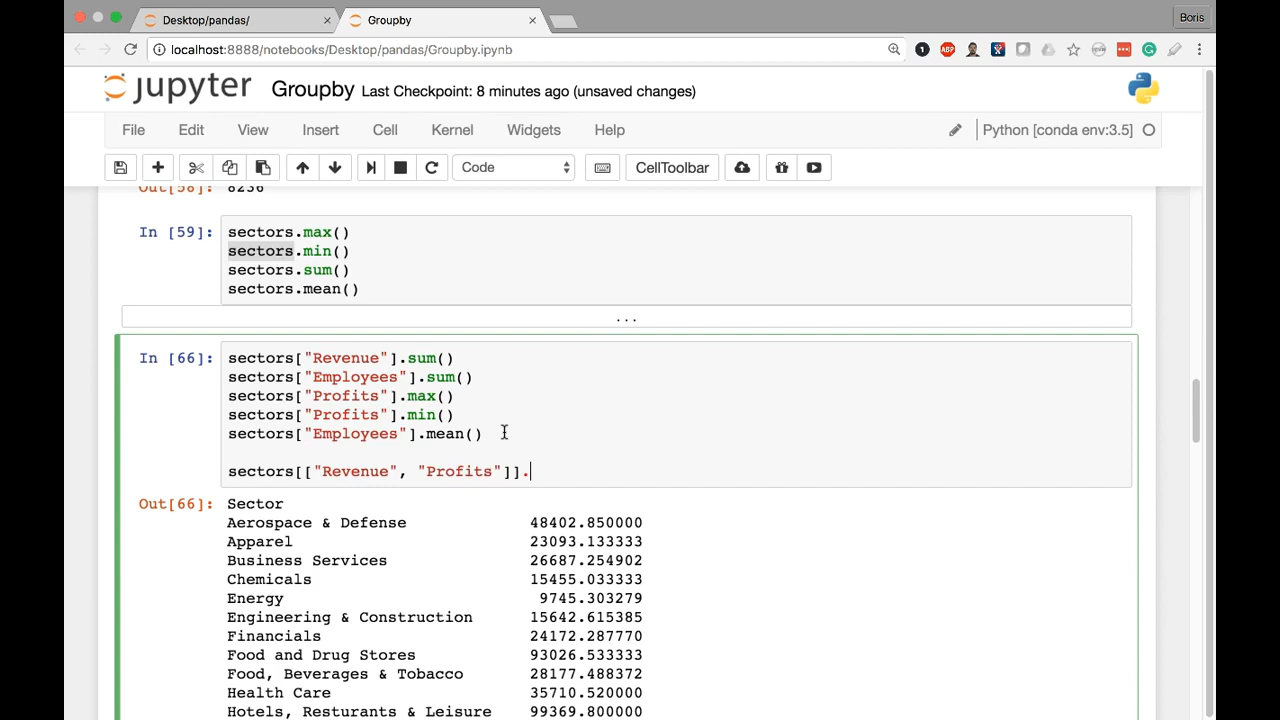 Desktop/pandas/
Groupby
Boris
localhost:8888/notebooks/Desktop/pandas/Groupby.ipynb
jupyter Groupby Last Checkpoint: 8 minutes ago (unsaved changes)
File Edit View Insert Cell Kernel Widgets Help Python [conda env:3.5]
Code CellToolbar
Out[58]: 8236
In [59]: sectors.max()
sectors.min()
sectors.sum()
sectors.mean()
...
In [66]: sectors["Revenue"].sum()
sectors["Employees"].sum()
sectors["Profits"].max()
sectors["Profits"].min()
sectors["Employees"].mean()
sectors[["Revenue", "Profits"]].
Out[66]: Sector
Aerospace & Defense 48402.850000
Apparel 23093.133333
Business Services 26687.254902
Chemicals 15455.033333
Energy 9745.303279
Engineering & Construction 15642.615385
Financials 24172.287770
Food and Drug Stores 93026.533333
Food, Beverages & Tobacco 28177.488372
Health Care 35710.520000
Hotels, Resturants & Leisure 99369.800000